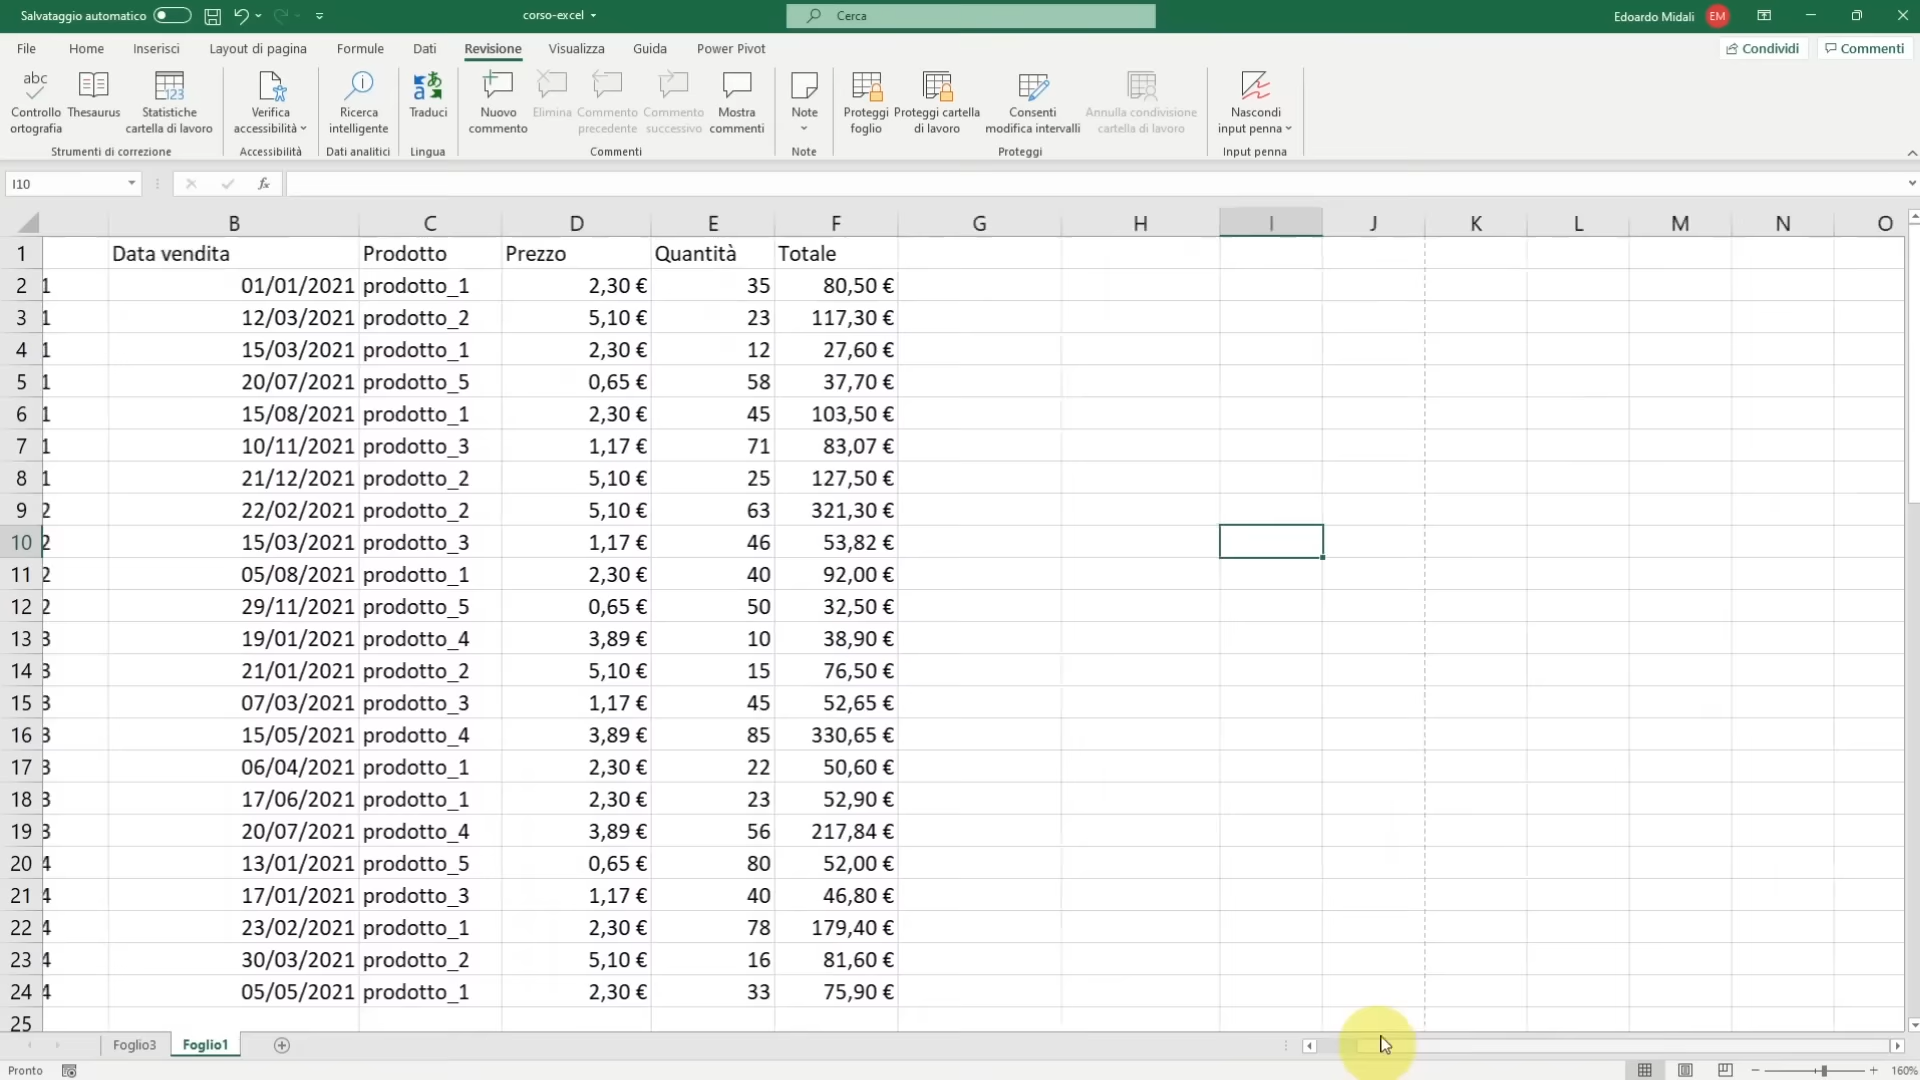 Salvataggio automatico
corso-excel
Cerca
Edoardo Midali EM
File Home Inserisci Layout di pagina Formule Dati Revisione Visualizza Guida Power Pivot Condividi Commenti
abc
Controllo ortografia Thesaurus Statistiche cartella di lavoro Verifica accessibilità Ricerca intelligente Traduci Nuovo commento Elimina Commento precedente Commento successivo Mostra commenti Note Proteggi foglio Proteggi cartella di lavoro Consenti modifica intervalli Annulla condivisione cartella di lavoro Nascondi input penna
Strumenti di correzione Accessibilità Dati analitici Lingua Commenti Note Proteggi Input penna
I10 fx
B C D E F G H I J K L M N O
1 Data vendita Prodotto Prezzo Quantità Totale
2 1 01/01/2021 prodotto_1 2,30 € 35 80,50 €
3 1 12/03/2021 prodotto_2 5,10 € 23 117,30 €
4 1 15/03/2021 prodotto_1 2,30 € 12 27,60 €
5 1 20/07/2021 prodotto_5 0,65 € 58 37,70 €
6 1 15/08/2021 prodotto_1 2,30 € 45 103,50 €
7 1 10/11/2021 prodotto_3 1,17 € 71 83,07 €
8 1 21/12/2021 prodotto_2 5,10 € 25 127,50 €
9 2 22/02/2021 prodotto_2 5,10 € 63 321,30 €
10 2 15/03/2021 prodotto_3 1,17 € 46 53,82 €
11 2 05/08/2021 prodotto_1 2,30 € 40 92,00 €
12 2 29/11/2021 prodotto_5 0,65 € 50 32,50 €
13 3 19/01/2021 prodotto_4 3,89 € 10 38,90 €
14 3 21/01/2021 prodotto_2 5,10 € 15 76,50 €
15 3 07/03/2021 prodotto_3 1,17 € 45 52,65 €
16 3 15/05/2021 prodotto_4 3,89 € 85 330,65 €
17 3 06/04/2021 prodotto_1 2,30 € 22 50,60 €
18 3 17/06/2021 prodotto_1 2,30 € 23 52,90 €
19 3 20/07/2021 prodotto_4 3,89 € 56 217,84 €
20 4 13/01/2021 prodotto_5 0,65 € 80 52,00 €
21 4 17/01/2021 prodotto_3 1,17 € 40 46,80 €
22 4 23/02/2021 prodotto_1 2,30 € 78 179,40 €
23 4 30/03/2021 prodotto_2 5,10 € 16 81,60 €
24 4 05/05/2021 prodotto_1 2,30 € 33 75,90 €
25
Foglio3 Foglio1
Pronto 160%